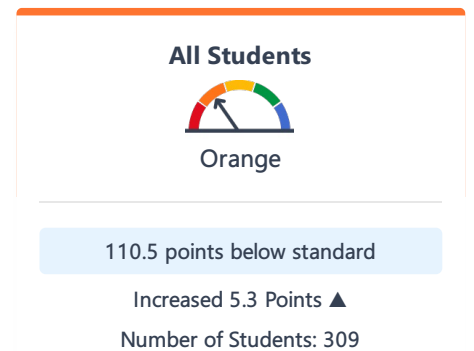 All Students
Orange
110.5 points below standard
Increased 5.3 Points ▲
Number of Students: 309